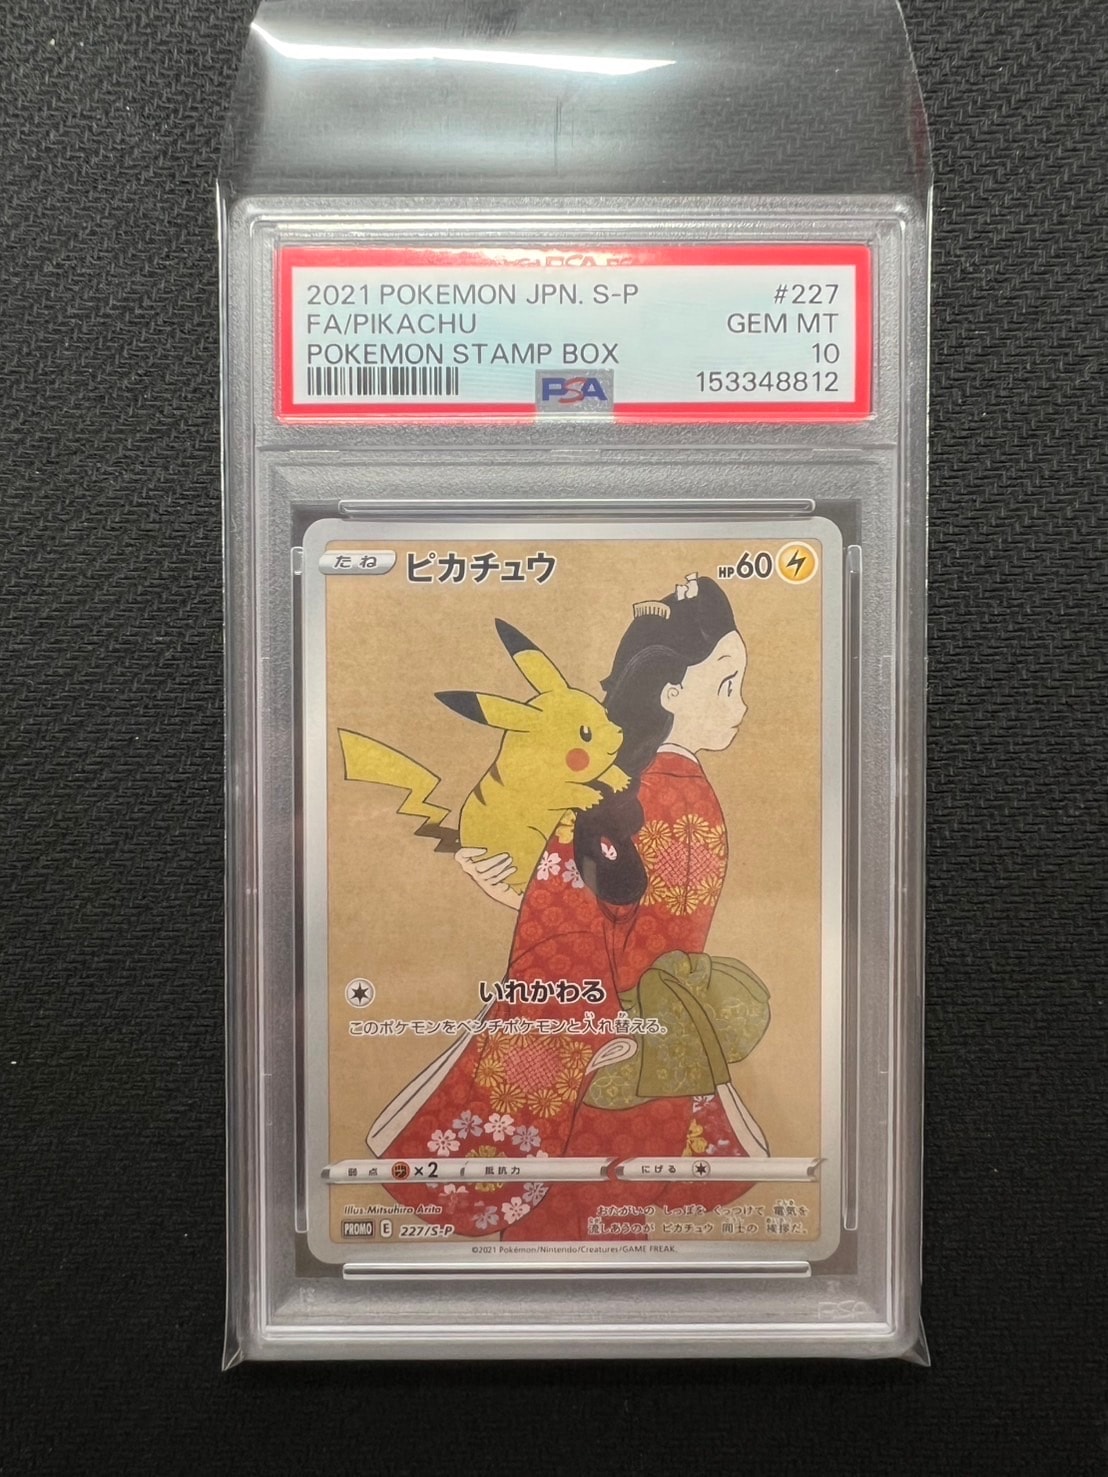 2021 POKEMON JPN. S-P #227
FA/PIKACHU GEM MT
POKEMON STAMP BOX 10
PSA 153348812
たね ピカチュウ HP60
いれかわる
このポケモンをベンチポケモンと入れ替える。
弱点 ×2 抵抗力 にげる
Illus. Mitsuhiro Arita
おたがいの しっぽを くっつけて 電気を
流しあうのが ピカチュウ 同士の 挨拶だ。
PROMO E 227/S-P
©2021 Pokémon/Nintendo/Creatures/GAME FREAK.